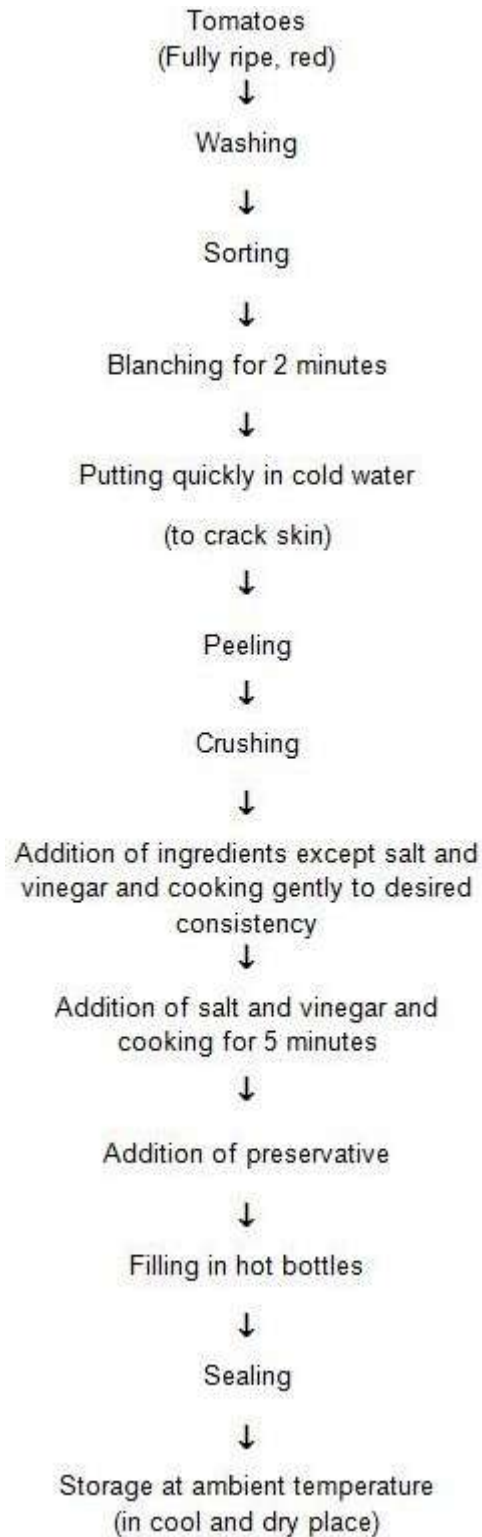 Tomatoes
(Fully ripe, red)
↓
Washing
↓
Sorting
↓
Blanching for 2 minutes
↓
Putting quickly in cold water
(to crack skin)
↓
Peeling
↓
Crushing
↓
Addition of ingredients except salt and
vinegar and cooking gently to desired
consistency
↓
Addition of salt and vinegar and
cooking for 5 minutes
↓
Addition of preservative
↓
Filling in hot bottles
↓
Sealing
↓
Storage at ambient temperature
(in cool and dry place)